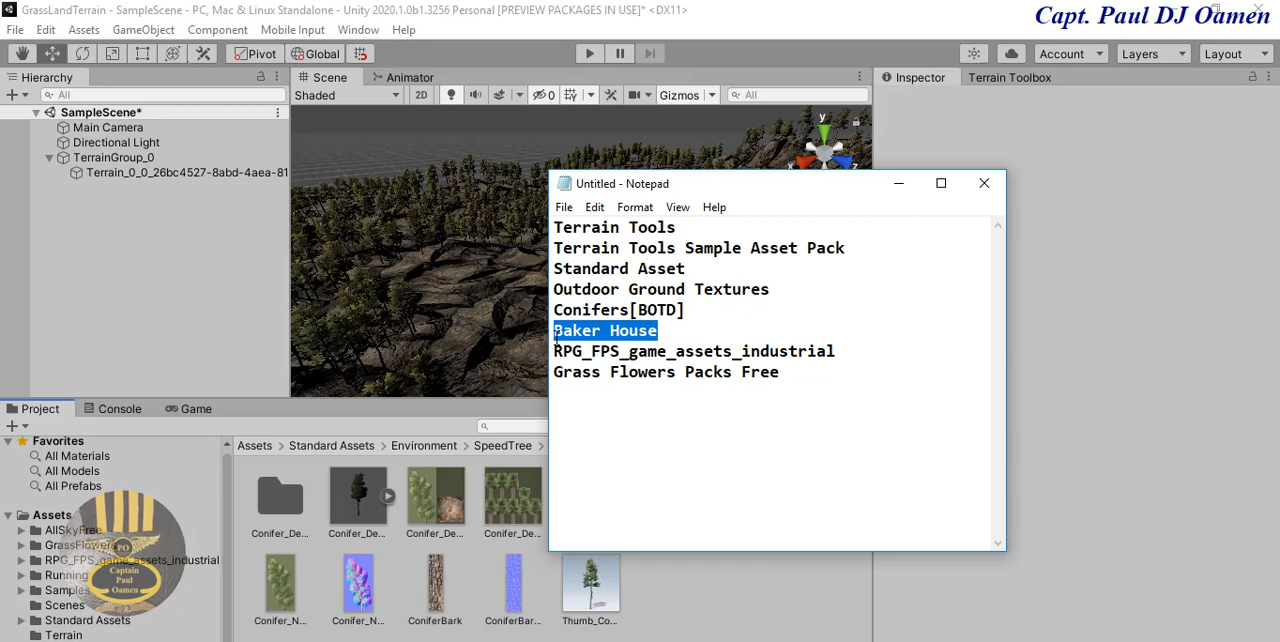 GrassLandTerrain - SampleScene - PC, Mac & Linux Standalone - Unity 2020.1.0b1.3256 Personal [PREVIEW PACKAGES IN USE]* <DX11>
Capt. Paul DJ Oamen
File Edit Assets GameObject Component Mobile Input Window Help
Pivot Global Account Layers Layout
Hierarchy Scene Animator Inspector Terrain Toolbox
All Shaded 2D 0 Gizmos All
SampleScene*
Main Camera
Directional Light
TerrainGroup_0
Terrain_0_0_26bc4527-8abd-4aea-81
y
x z
Untitled - Notepad
File Edit Format View Help
Terrain Tools
Terrain Tools Sample Asset Pack
Standard Asset
Outdoor Ground Textures
Conifers[BOTD]
Baker House
RPG_FPS_game_assets_industrial
Grass Flowers Packs Free
Project Console Game
Favorites
All Materials
All Models
All Prefabs
Assets
AllSkyFree
GrassFlowers
RPG_FPS_game_assets_industrial
Running
Samples
Scenes
Standard Assets
Terrain
PO
Captain
Paul
Oamen
Assets > Standard Assets > Environment > SpeedTree >
Conifer_De... Conifer_De... Conifer_De... Conifer_De...
Conifer_N... Conifer_N... ConiferBark ConiferBar... Thumb_Co...